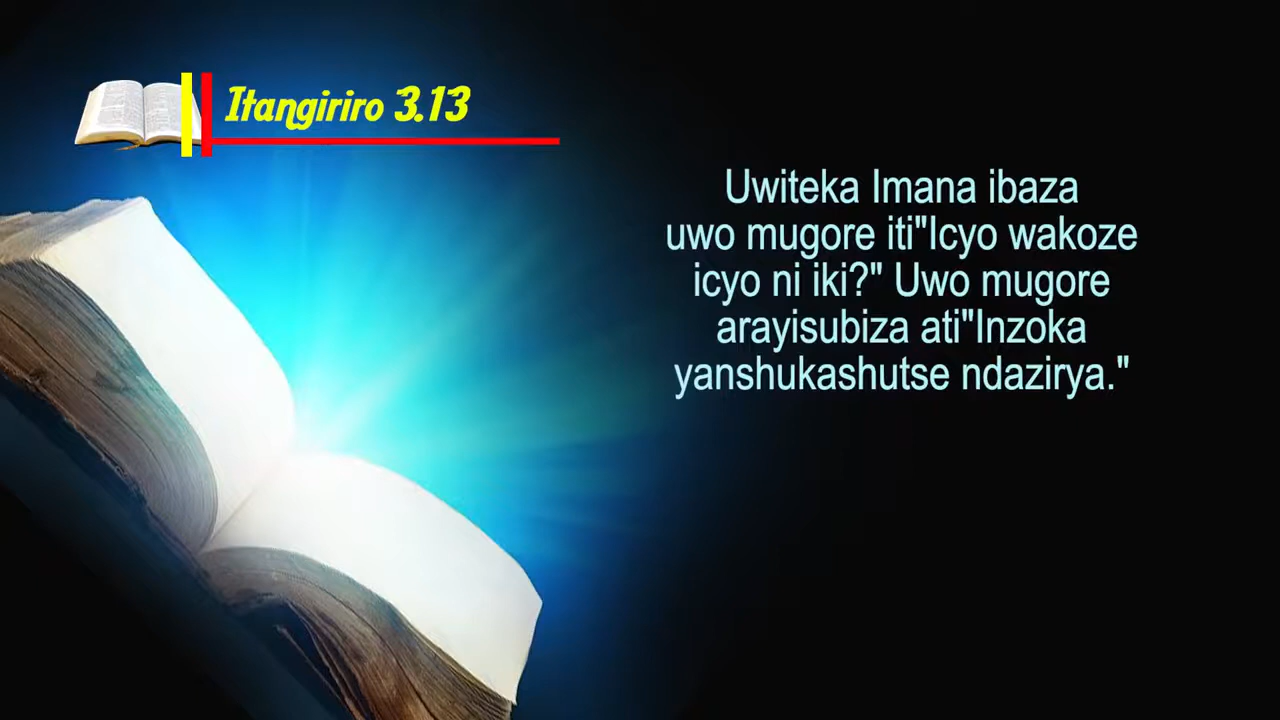 Itangiriro 3.13
Uwiteka Imana ibaza
uwo mugore iti"Icyo wakoze
icyo ni iki?" Uwo mugore
arayisubiza ati"Inzoka
yanshukashutse ndazirya."